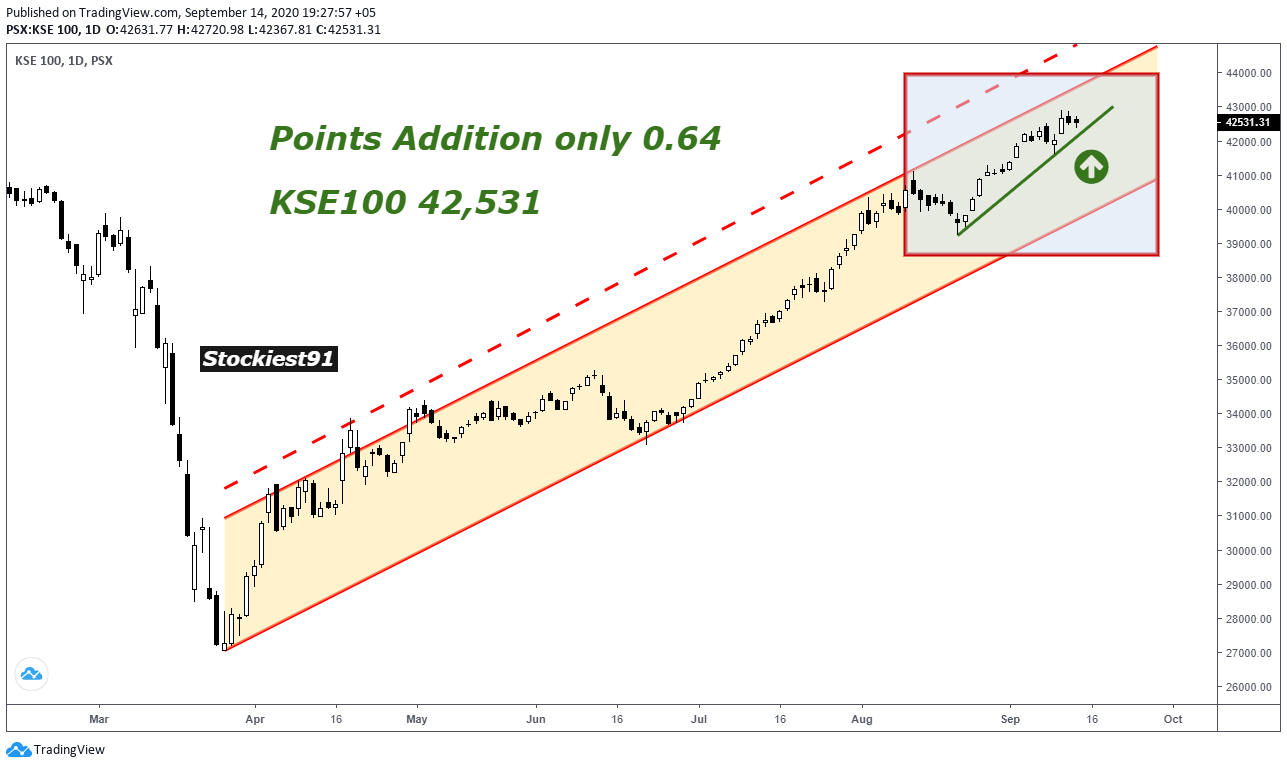 Published on TradingView.com, September 14, 2020 19:27:57 +05
PSX:KSE 100, 1D O:42631.77 H:42720.98 L:42367.81 C:42531.31
KSE 100, 1D, PSX
44000.00
Points Addition only 0.64
43000.00
42531.31
42000.00
41000.00
KSE100 42,531
40000.00
39000.00
38000.00
37000.00
36000.00
Stockiest91
35000.00
34000.00
33000.00
32000.00
31000.00
30000.00
29000.00
28000.00
27000.00
26000.00
Mar Apr 16 May Jun 16 Jul 16 Aug Sep 16 Oct
TradingView